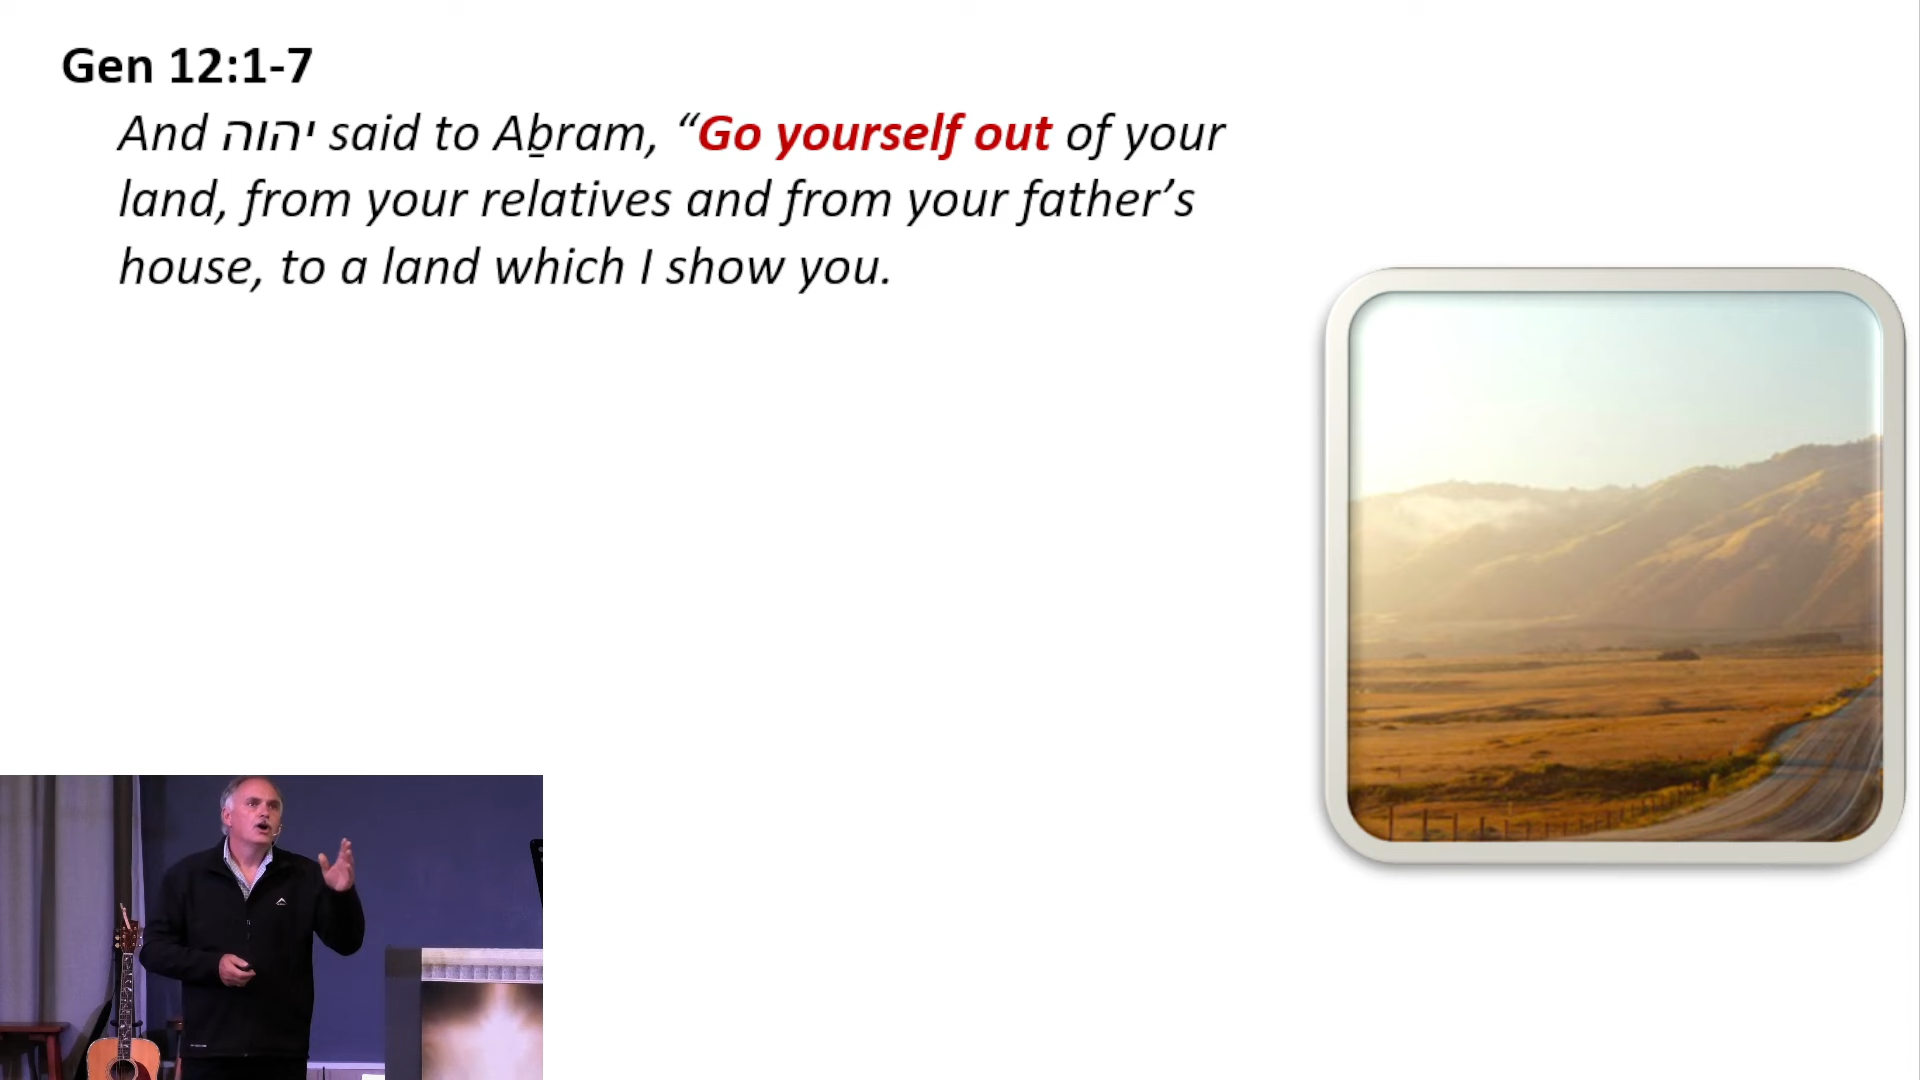 Gen 12:1-7
And יהוה said to Aḇram, “Go yourself out of your
land, from your relatives and from your father’s
house, to a land which I show you.